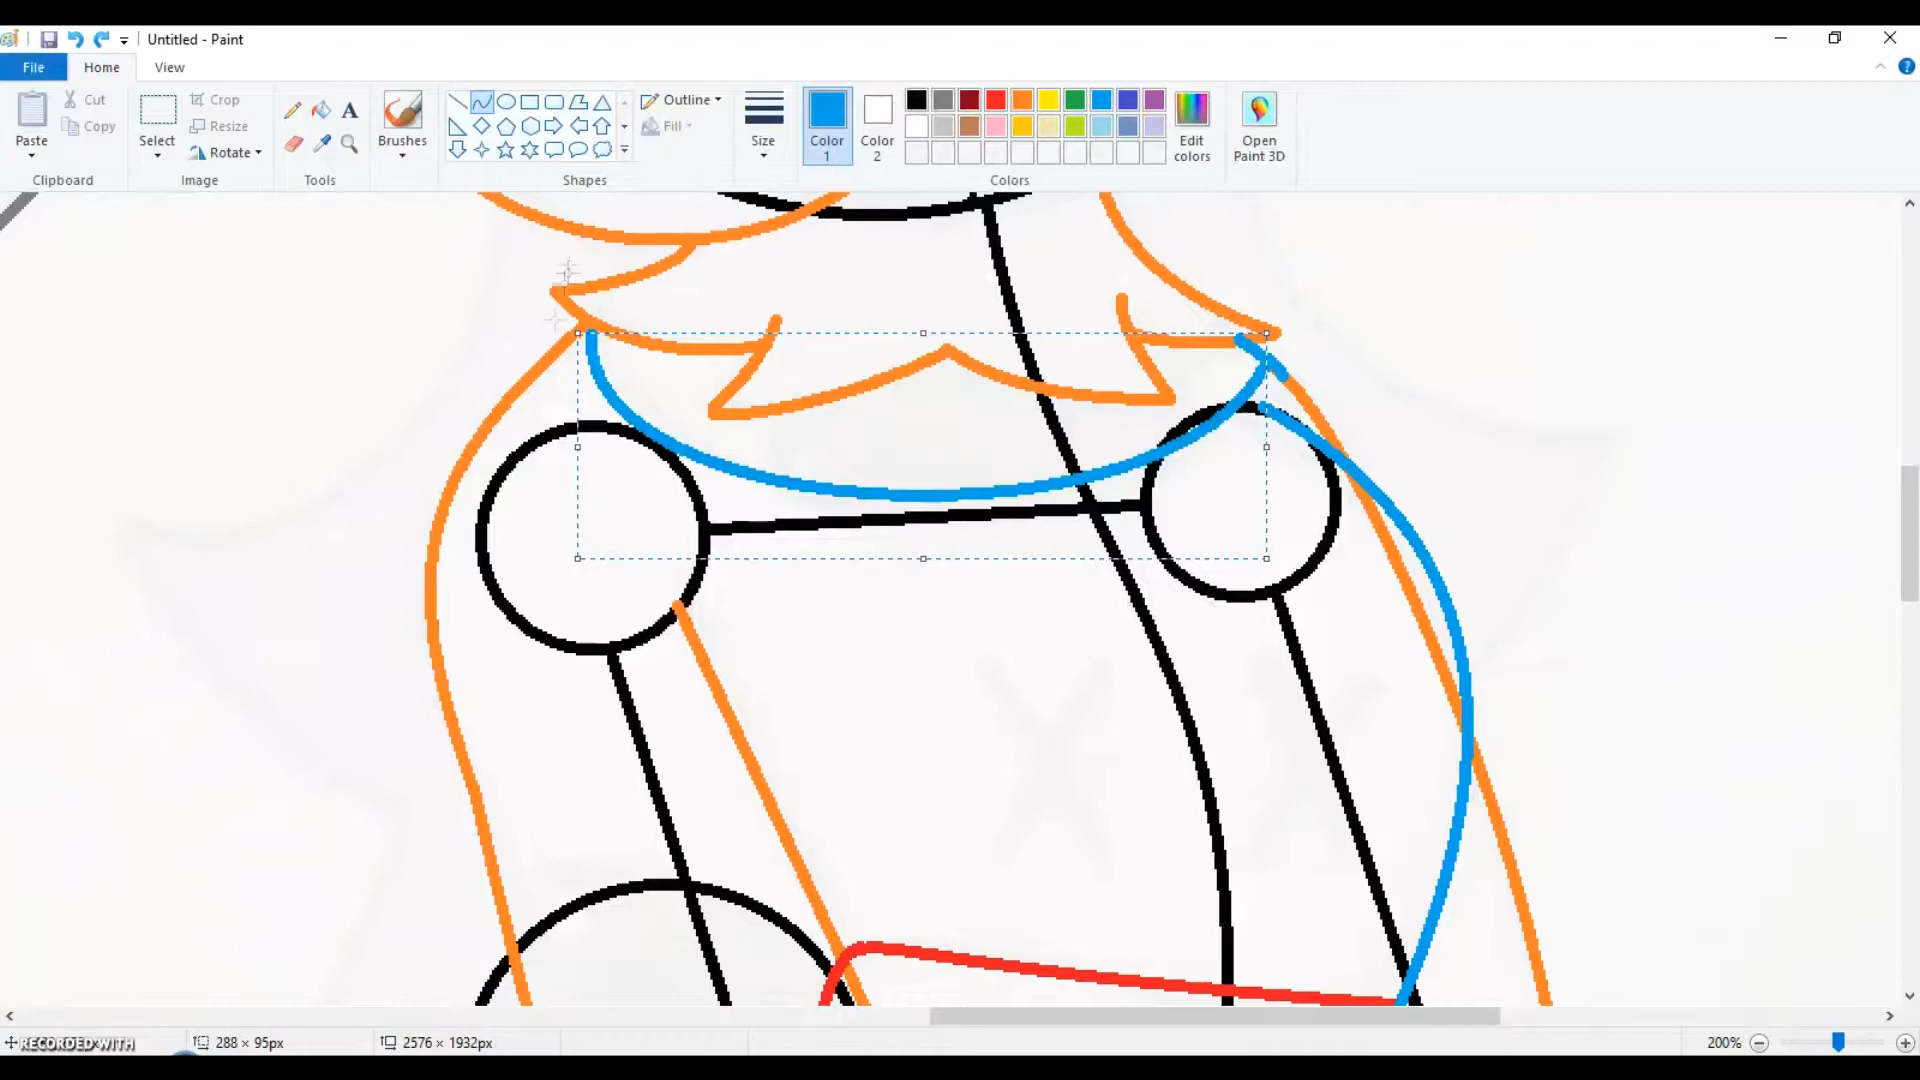 Untitled - Paint
File Home View
Paste
Cut
Copy
Clipboard
Select
Crop
Resize
Rotate
Image
Tools
Brushes
Shapes
Outline
Fill
Size
Color 1
Color 2
Edit colors
Open Paint 3D
Colors
RECORDED WITH
288 × 95px
2576 × 1932px
200%